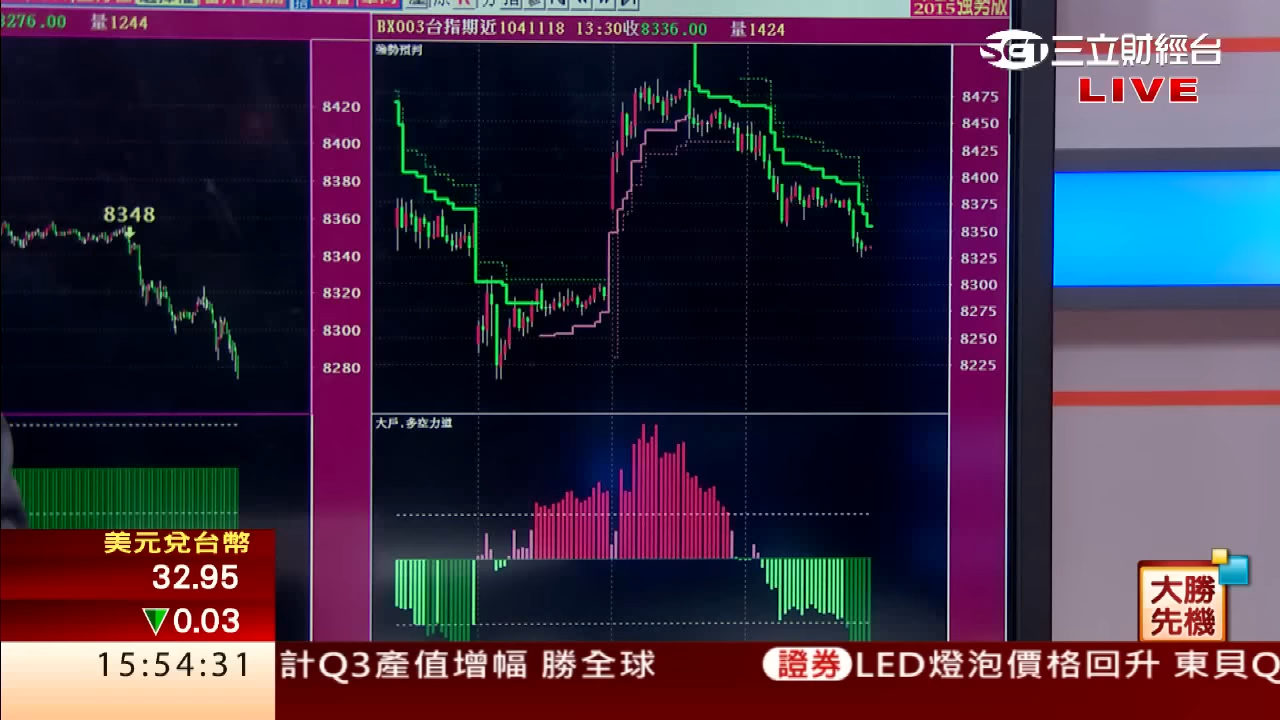 2015強勢版
3276.00 量1244
BX003台指期近1041118 13:30收8336.00 量1424
強勢預判
SET三立財經台
LIVE
8348
8420
8400
8380
8360
8340
8320
8300
8280
8475
8450
8425
8400
8375
8350
8325
8300
8275
8250
8225
大戶.多空力道
美元兌台幣
32.95
▼0.03
15:54:31
大勝
先機
計Q3產值增幅 勝全球 證券 LED燈泡價格回升 東貝Q